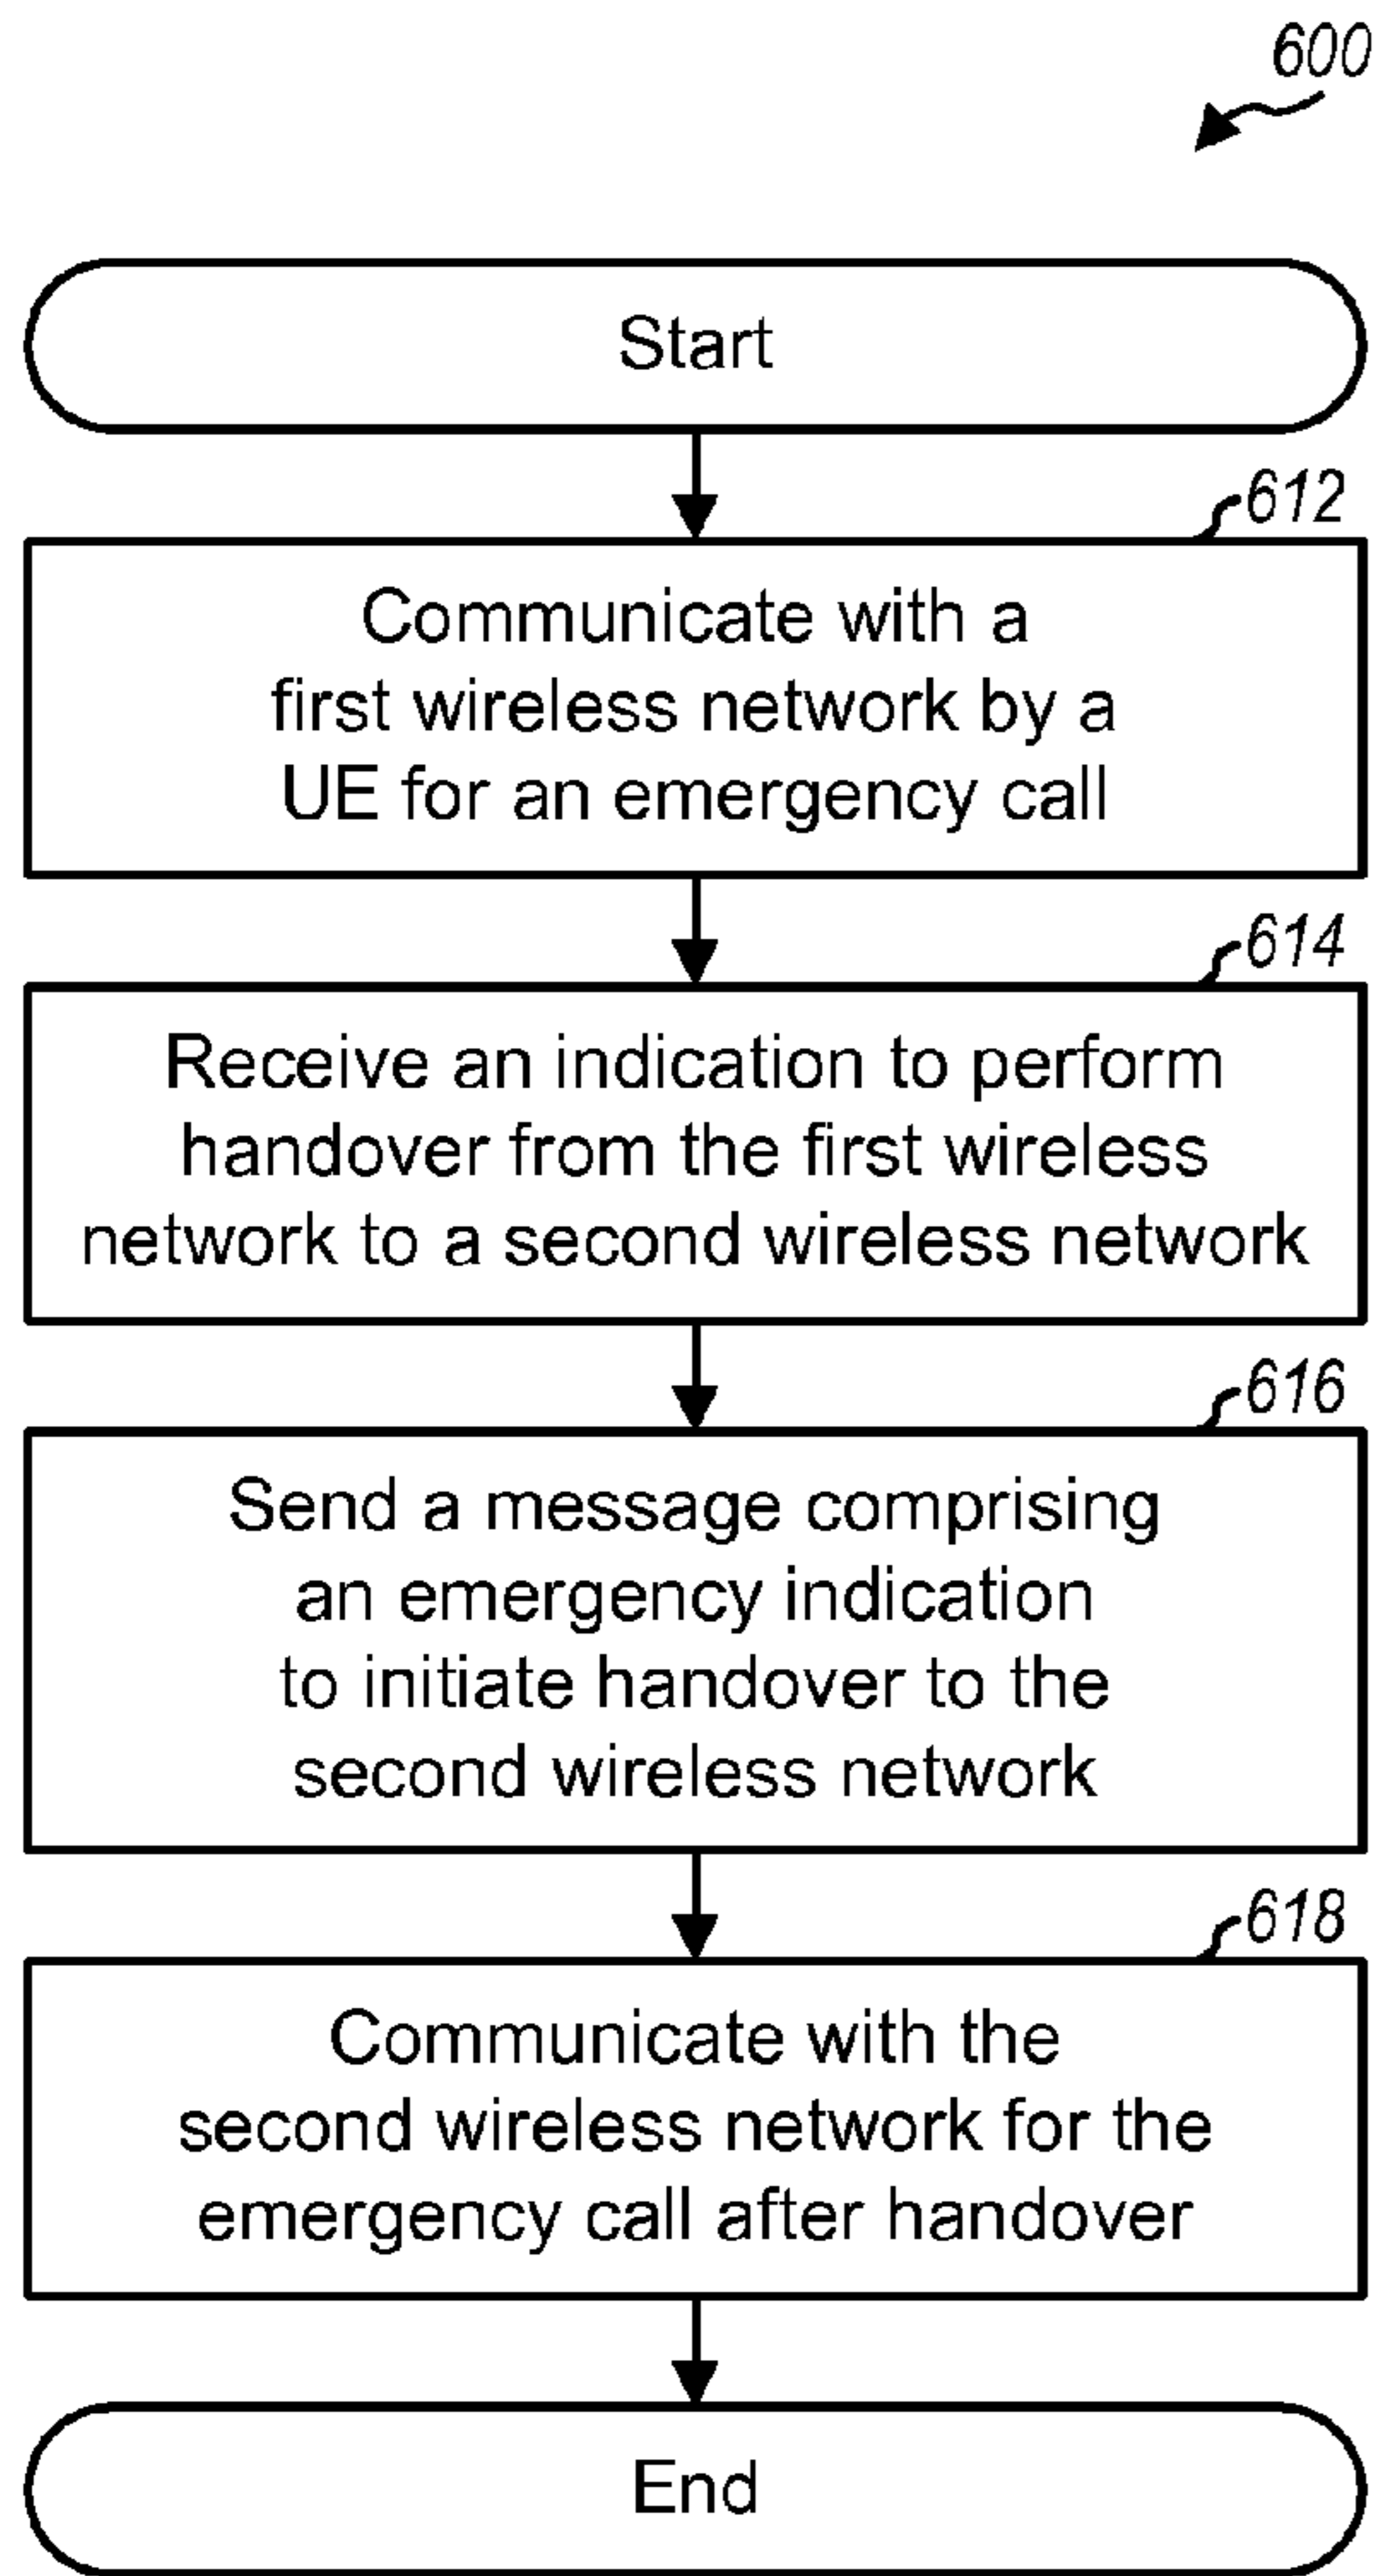 600
Start
612
Communicate with a
first wireless network by a
UE for an emergency call
614
Receive an indication to perform
handover from the first wireless
network to a second wireless network
616
Send a message comprising
an emergency indication
to initiate handover to the
second wireless network
618
Communicate with the
second wireless network for the
emergency call after handover
End